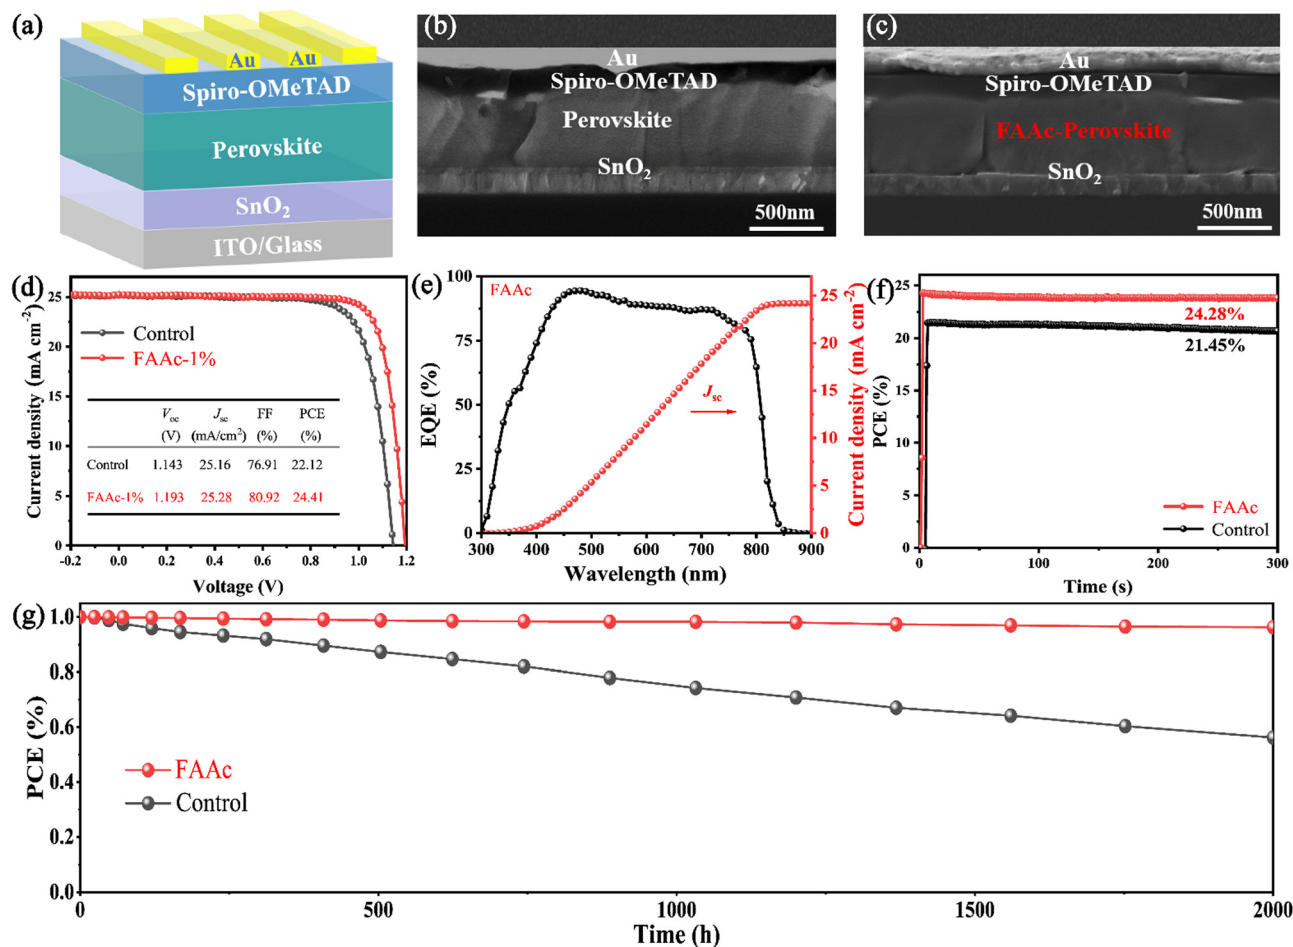 (a)
Au Au
Spiro-OMeTAD
Perovskite
SnO₂
ITO/Glass
(b)
Au
Spiro-OMeTAD
Perovskite
SnO₂
500nm
(c)
Au
Spiro-OMeTAD
FAAc-Perovskite
SnO₂
500nm
(d)
Current density (mA cm⁻²)
25
20
15
10
5
0
Control
FAAc-1%
Voc Jsc FF PCE
(V) (mA/cm²) (%) (%)
Control 1.143 25.16 76.91 22.12
FAAc-1% 1.193 25.28 80.92 24.41
-0.2 0.0 0.2 0.4 0.6 0.8 1.0 1.2
Voltage (V)
(e)
FAAc
EQE (%)
100
75
50
25
0
Jsc
25
20
15
10
5
0
Current density (mA cm⁻²)
300 400 500 600 700 800 900
Wavelength (nm)
(f)
PCE (%)
25
20
15
10
5
0
24.28%
21.45%
FAAc
Control
0 100 200 300
Time (s)
(g)
PCE (%)
1.0
0.8
0.6
0.4
0.2
0.0
FAAc
Control
0 500 1000 1500 2000
Time (h)